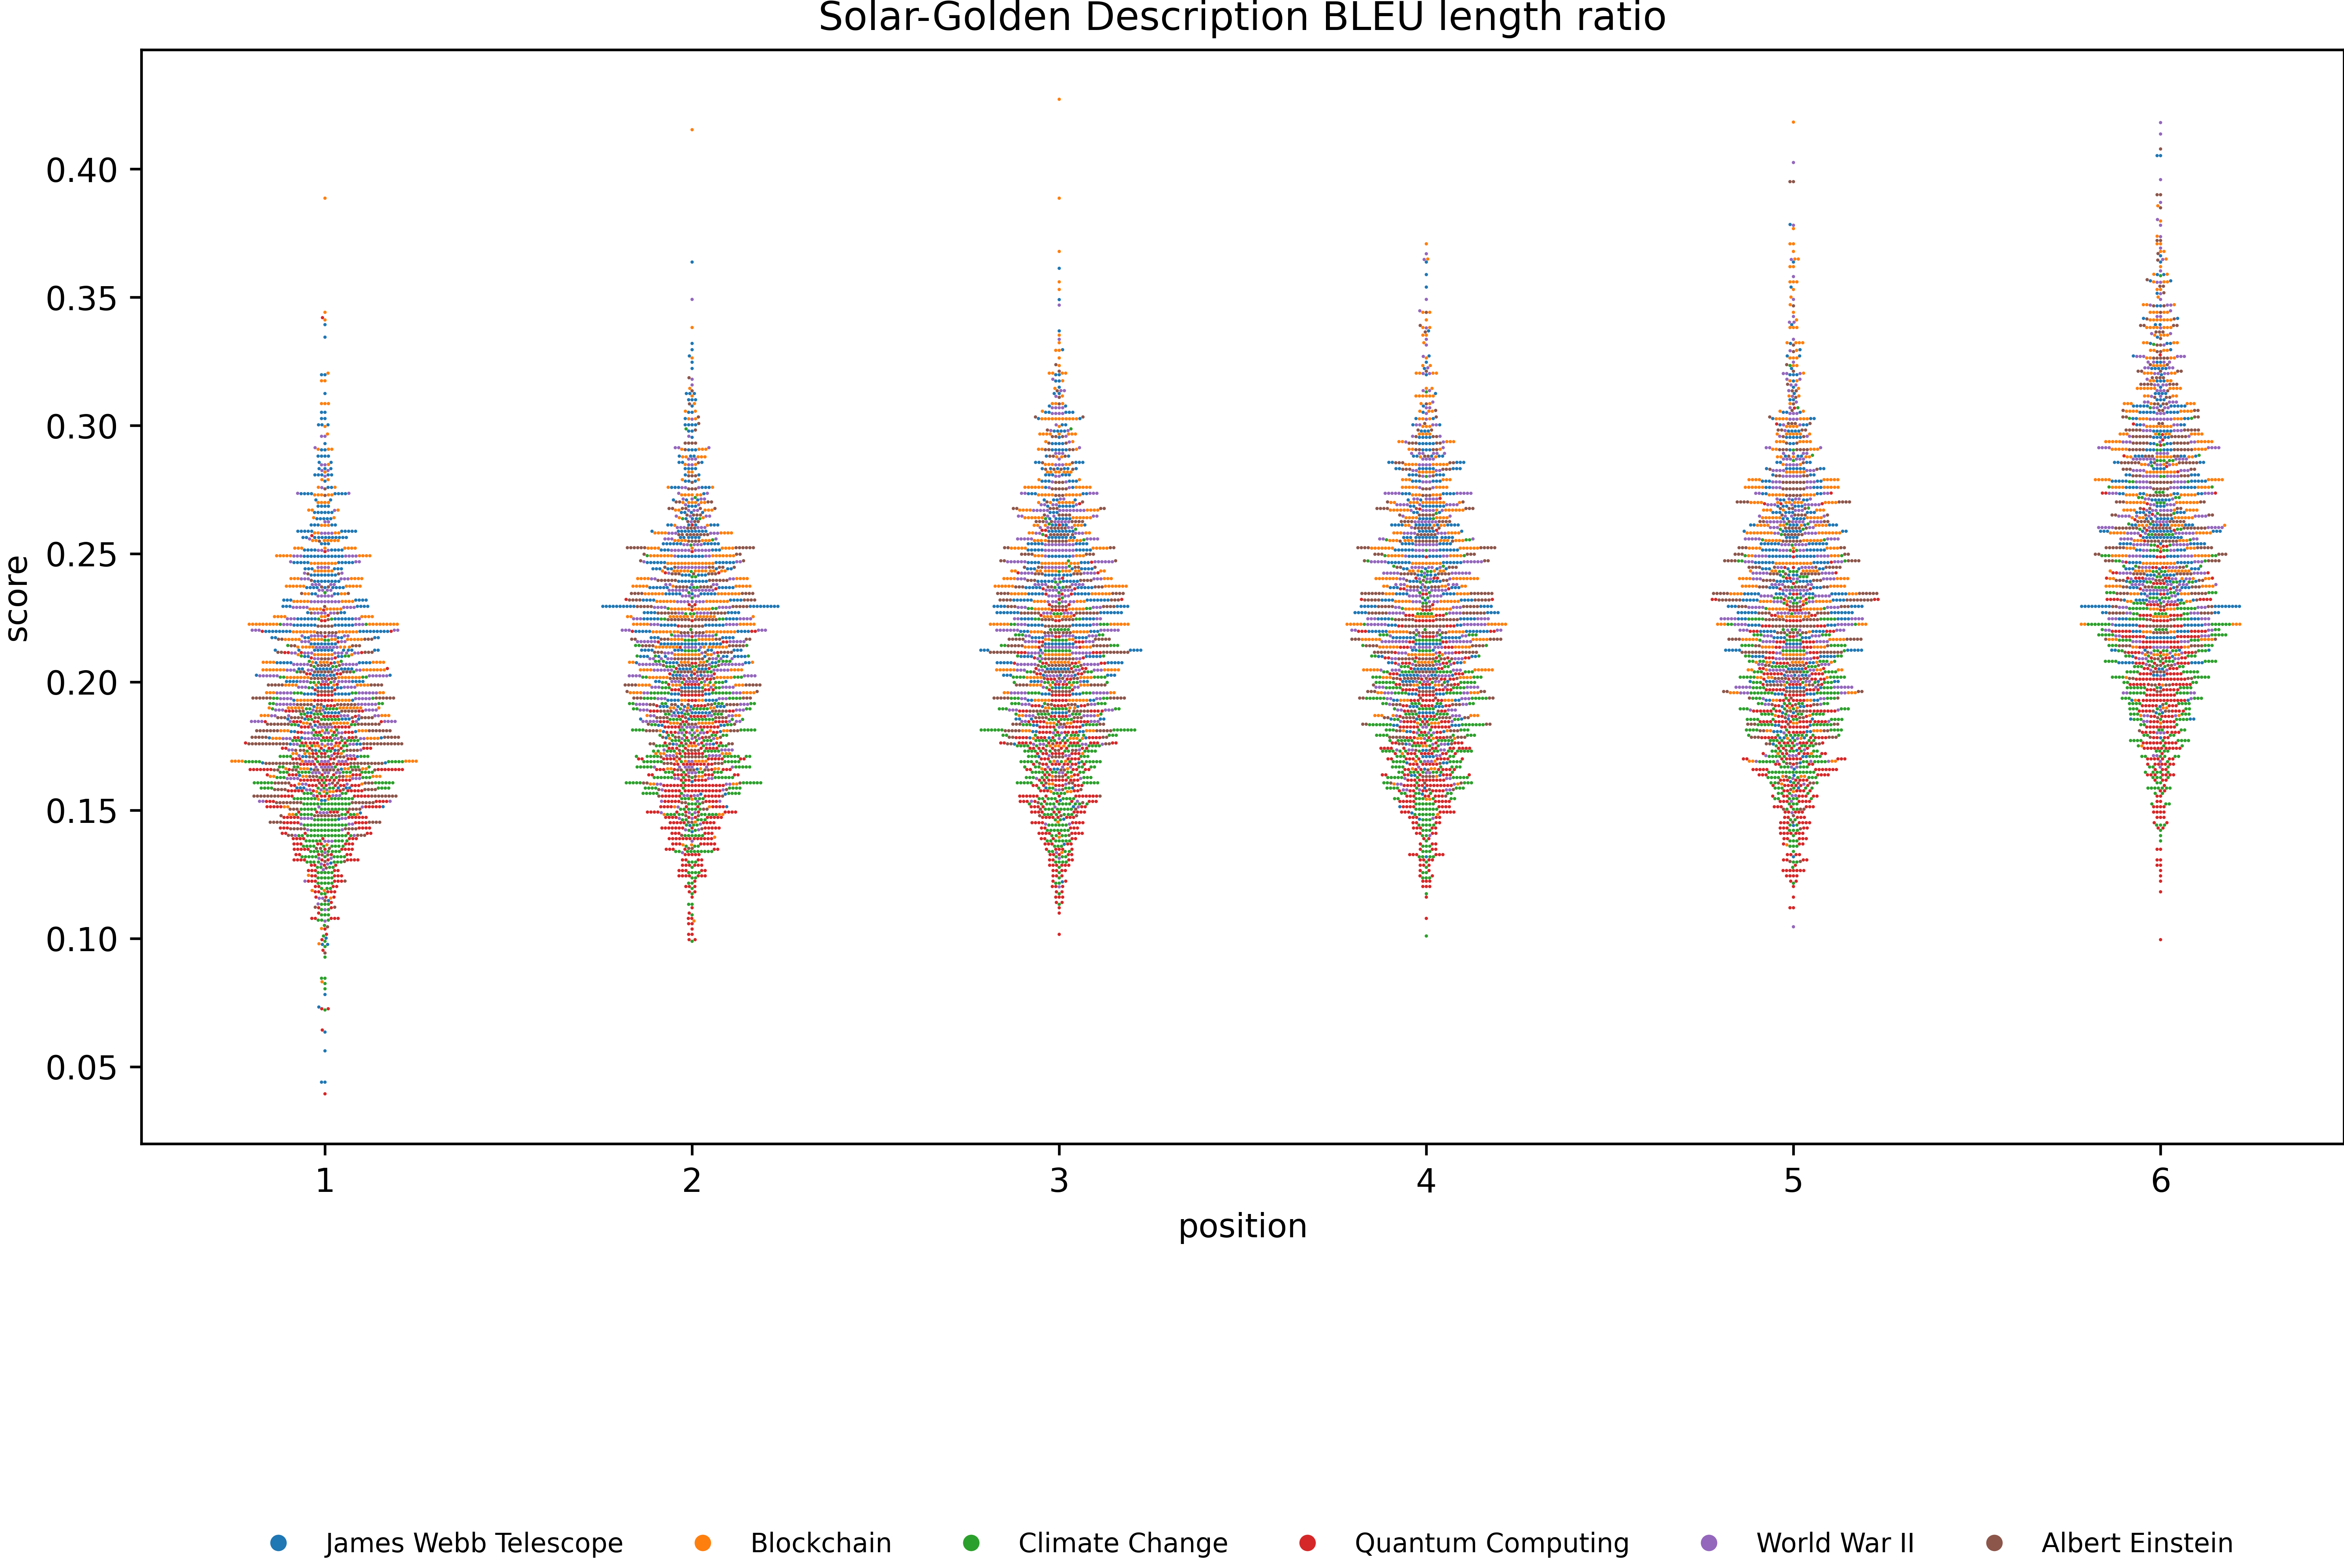 Solar-Golden Description BLEU length ratio
0.40
0.35
0.30
0.25
0.20
0.15
0.10
0.05
score
1 2 3 4 5 6
position
James Webb Telescope Blockchain Climate Change Quantum Computing World War II Albert Einstein